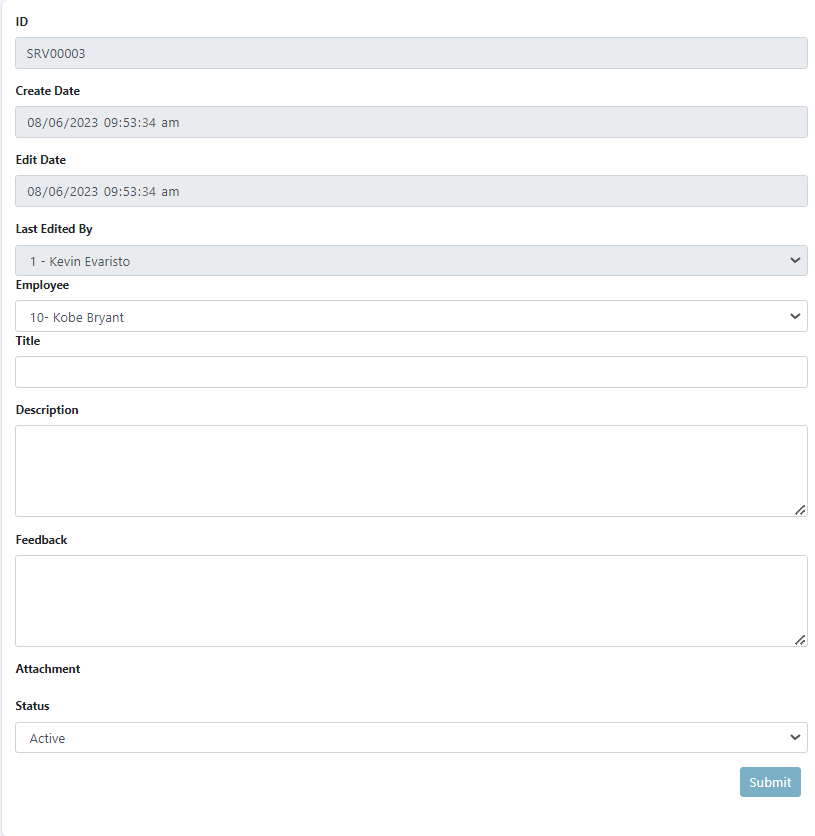 ID
SRV00003
Create Date
08/06/2023 09:53:34 am
Edit Date
08/06/2023 09:53:34 am
Last Edited By
1 - Kevin Evaristo
Employee
10- Kobe Bryant
Title
Description
Feedback
Attachment
Status
Active
Submit